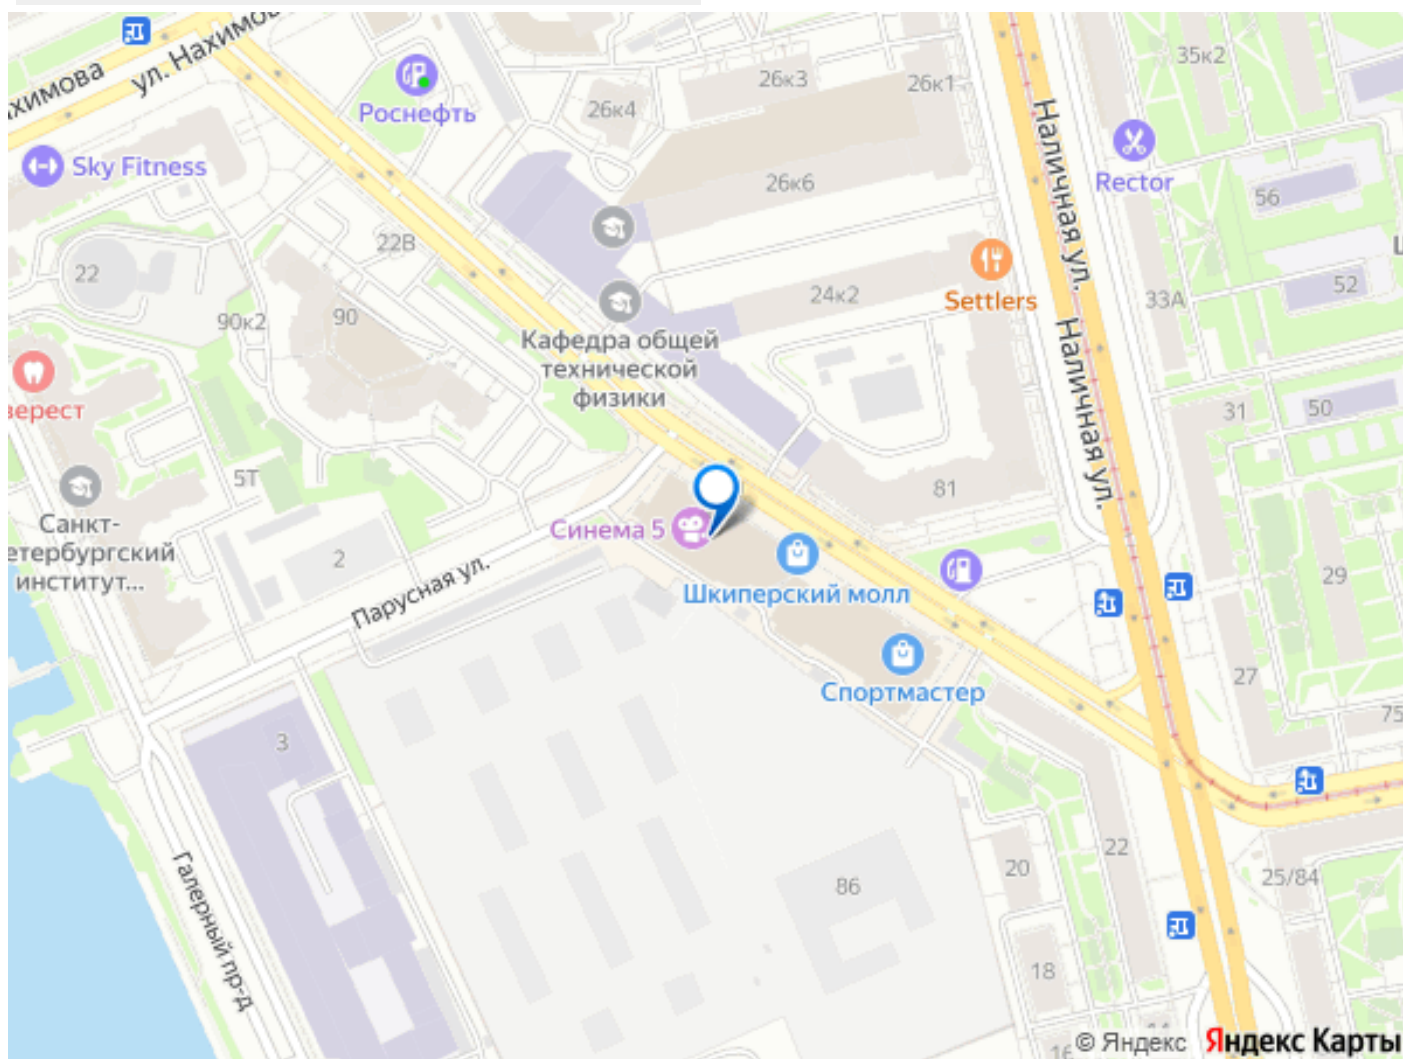 ул. Нахимова
Роснефть
26к3
26к1
35к2
26к4
Наличная ул.
Rector
Sky Fitness
26к6
56
22В
22
Settlers
24к2
33А
52
90к2
90
Кафедра общей
технической
физики
Наличная ул.
31
50
5Т
81
Санкт-
етербургский
институт...
Синема 5
2
Парусная ул.
Шкиперский молл
29
Спортмастер
27
75
3
22
20
25/84
86
Галерный пр-д
18
16
© Яндекс
Яндекс Карты